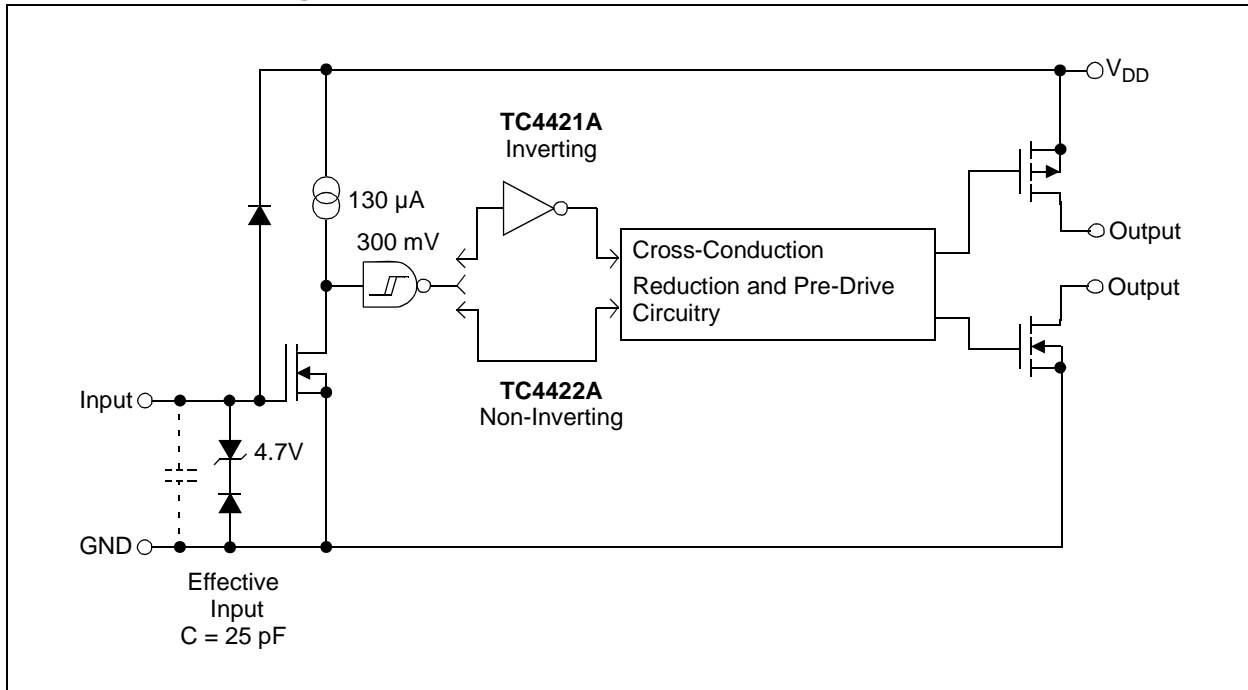 V_DD
TC4421A
Inverting
130 µA
300 mV
Output
Cross-Conduction
Reduction and Pre-Drive
Circuitry
Output
Input
4.7V
TC4422A
Non-Inverting
GND
Effective
Input
C = 25 pF